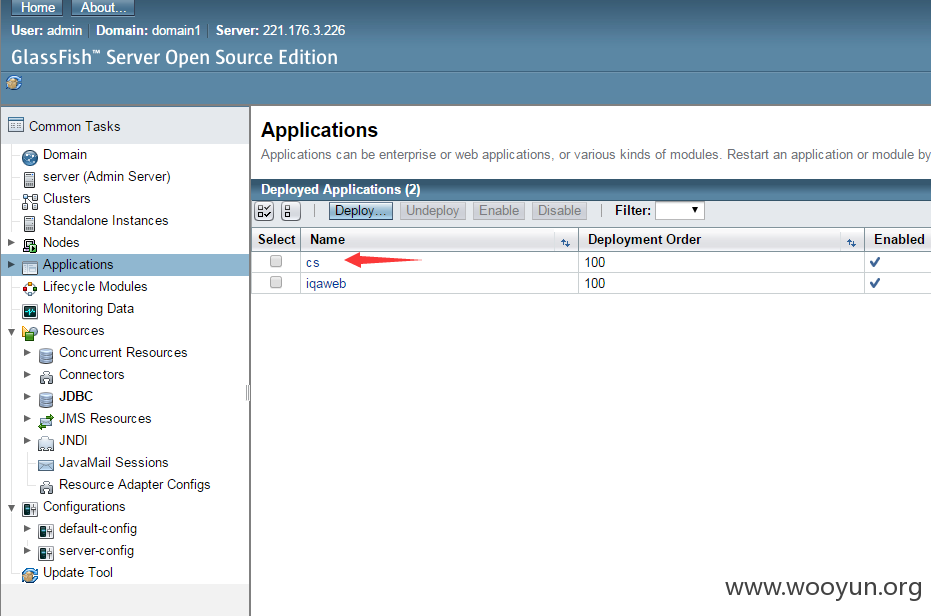 Home About...
User: admin Domain: domain1 Server: 221.176.3.226
GlassFish™ Server Open Source Edition
Common Tasks
Domain
server (Admin Server)
Clusters
Standalone Instances
Nodes
Applications
Lifecycle Modules
Monitoring Data
Resources
Concurrent Resources
Connectors
JDBC
JMS Resources
JNDI
JavaMail Sessions
Resource Adapter Configs
Configurations
default-config
server-config
Update Tool
Applications
Applications can be enterprise or web applications, or various kinds of modules. Restart an application or module by
Deployed Applications (2)
Deploy... Undeploy Enable Disable Filter:
Select Name Deployment Order Enabled
cs 100
iqaweb 100
www.wooyun.org